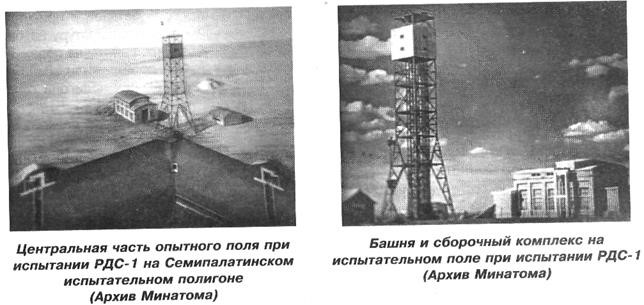 Центральная часть опытного поля при
испытании РДС-1 на Семипалатинском
испытательном полигоне
(Архив Минатома)
Башня и сборочный комплекс на
испытательном поле при испытании РДС-1
(Архив Минатома)